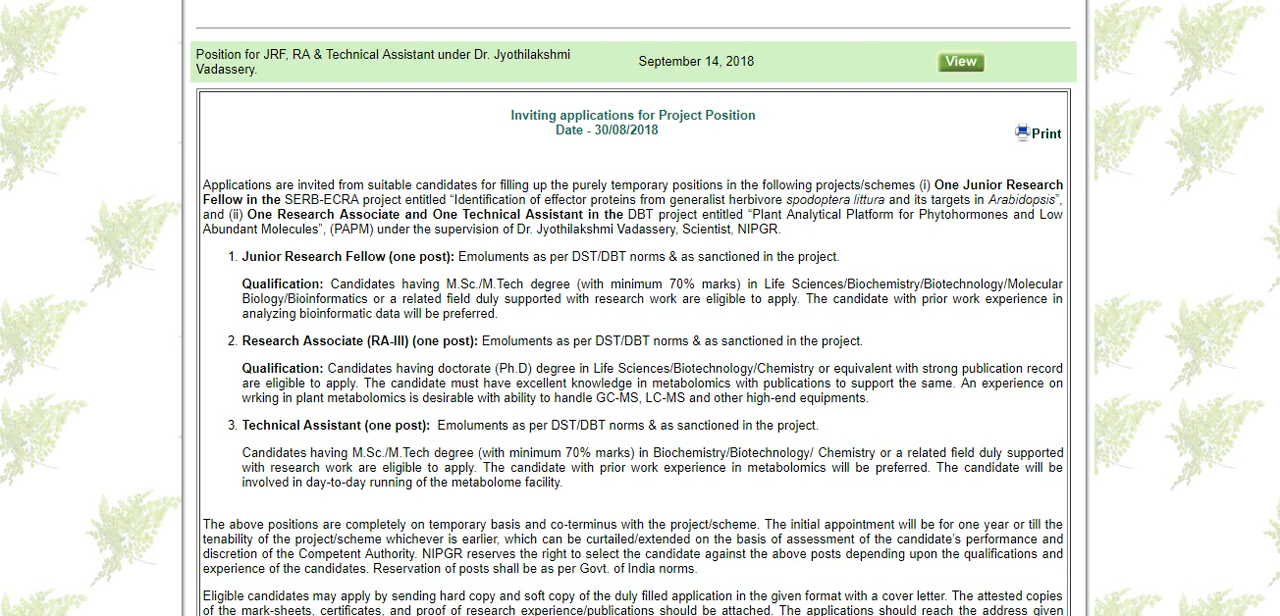 Position for JRF, RA & Technical Assistant under Dr. Jyothilakshmi
Vadassery.
September 14, 2018
View
Inviting applications for Project Position
Date - 30/08/2018
Print
Applications are invited from suitable candidates for filling up the purely temporary positions in the following projects/schemes (i) One Junior Research
Fellow in the SERB-ECRA project entitled “Identification of effector proteins from generalist herbivore spodoptera littura and its targets in Arabidopsis”,
and (ii) One Research Associate and One Technical Assistant in the DBT project entitled “Plant Analytical Platform for Phytohormones and Low
Abundant Molecules”, (PAPM) under the supervision of Dr. Jyothilakshmi Vadassery, Scientist, NIPGR.
1. Junior Research Fellow (one post): Emoluments as per DST/DBT norms & as sanctioned in the project.
Qualification: Candidates having M.Sc./M.Tech degree (with minimum 70% marks) in Life Sciences/Biochemistry/Biotechnology/Molecular
Biology/Bioinformatics or a related field duly supported with research work are eligible to apply. The candidate with prior work experience in
analyzing bioinformatic data will be preferred.
2. Research Associate (RA-III) (one post): Emoluments as per DST/DBT norms & as sanctioned in the project.
Qualification: Candidates having doctorate (Ph.D) degree in Life Sciences/Biotechnology/Chemistry or equivalent with strong publication record
are eligible to apply. The candidate must have excellent knowledge in metabolomics with publications to support the same. An experience on
wrking in plant metabolomics is desirable with ability to handle GC-MS, LC-MS and other high-end equipments.
3. Technical Assistant (one post): Emoluments as per DST/DBT norms & as sanctioned in the project.
Candidates having M.Sc./M.Tech degree (with minimum 70% marks) in Biochemistry/Biotechnology/ Chemistry or a related field duly supported
with research work are eligible to apply. The candidate with prior work experience in metabolomics will be preferred. The candidate will be
involved in day-to-day running of the metabolome facility.
The above positions are completely on temporary basis and co-terminus with the project/scheme. The initial appointment will be for one year or till the
tenability of the project/scheme whichever is earlier, which can be curtailed/extended on the basis of assessment of the candidate’s performance and
discretion of the Competent Authority. NIPGR reserves the right to select the candidate against the above posts depending upon the qualifications and
experience of the candidates. Reservation of posts shall be as per Govt. of India norms.
Eligible candidates may apply by sending hard copy and soft copy of the duly filled application in the given format with a cover letter. The attested copies
of the mark-sheets, certificates, and proof of research experience/publications should be attached. The applications should reach the address given